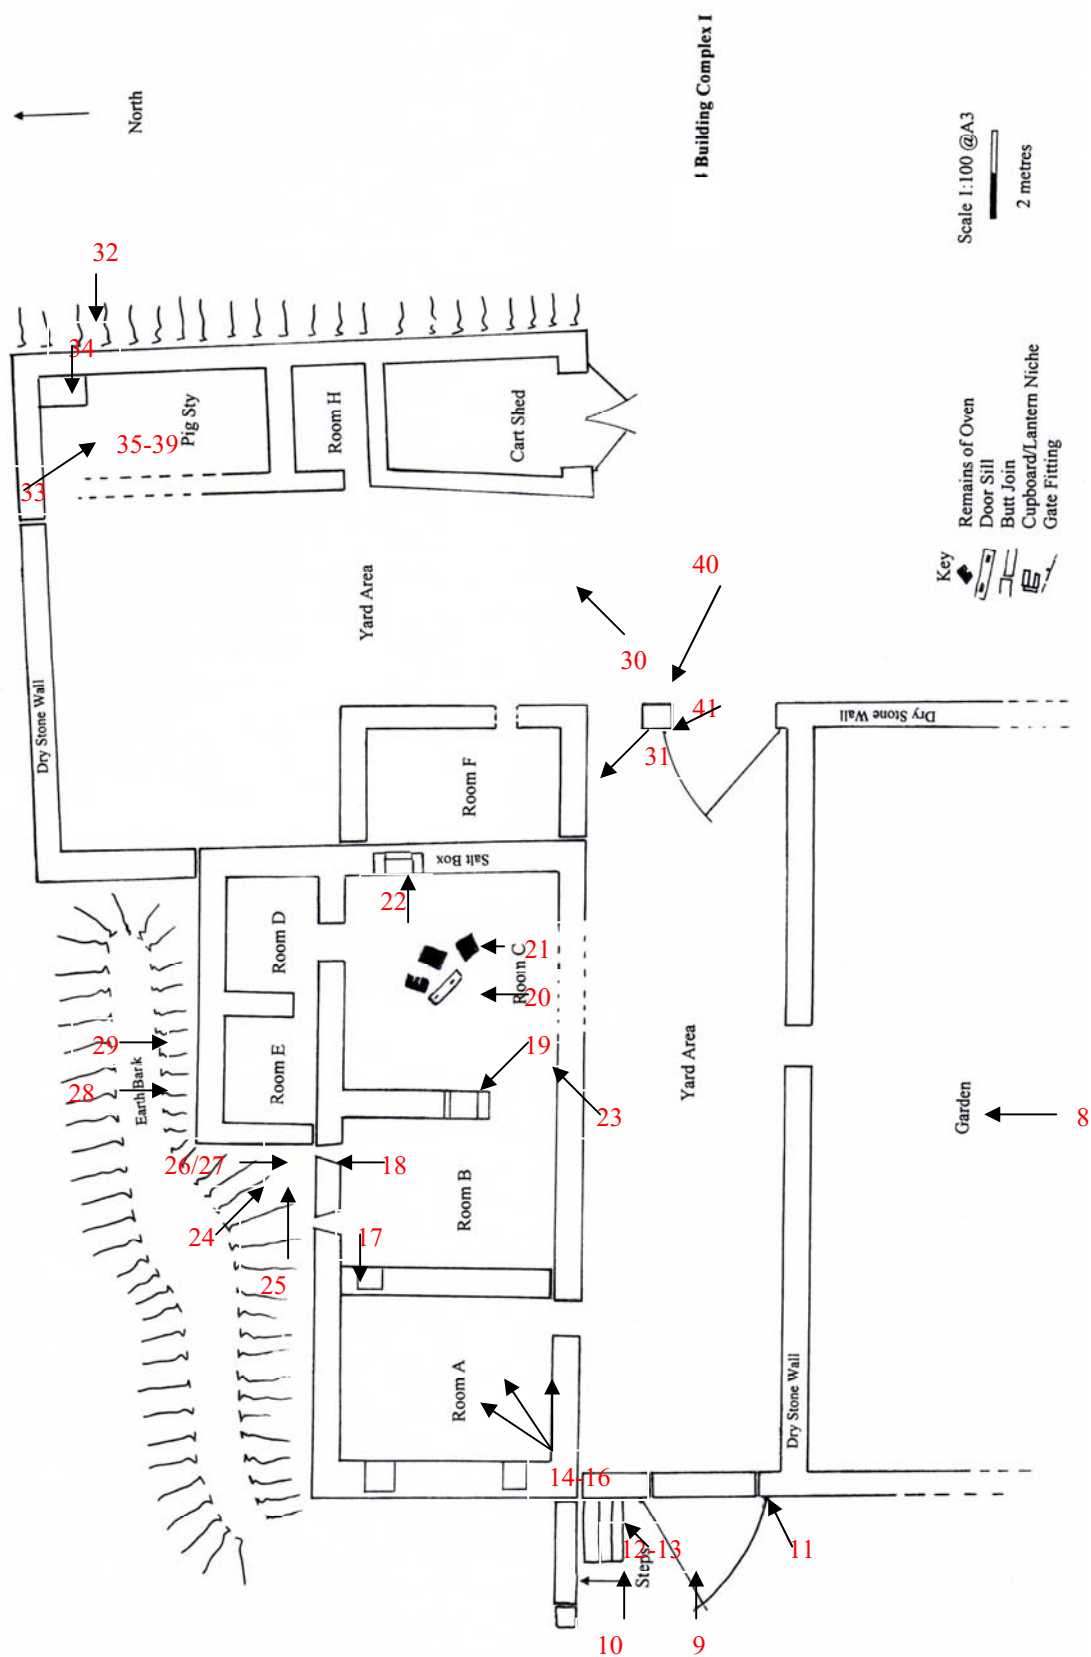 North
ı Building Complex I
Scale 1:100 @A3
2 metres
Key
Remains of Oven
Door Sill
Butt Join
Cupboard/Lantern Niche
Gate Fitting
32
34
35-39
33
Pig Sty
Room H
Cart Shed
Yard Area
Dry Stone Wall
40
30
41
31
Dry Stone Wall
Room F
Salt Box
22
Room D
21
Room C
20
19
23
Room E
29
Earth Bark
28
26/27
18
24
25
17
Room B
Yard Area
Garden
8
Room A
14-16
Dry Stone Wall
12-13
Steps
11
10
9